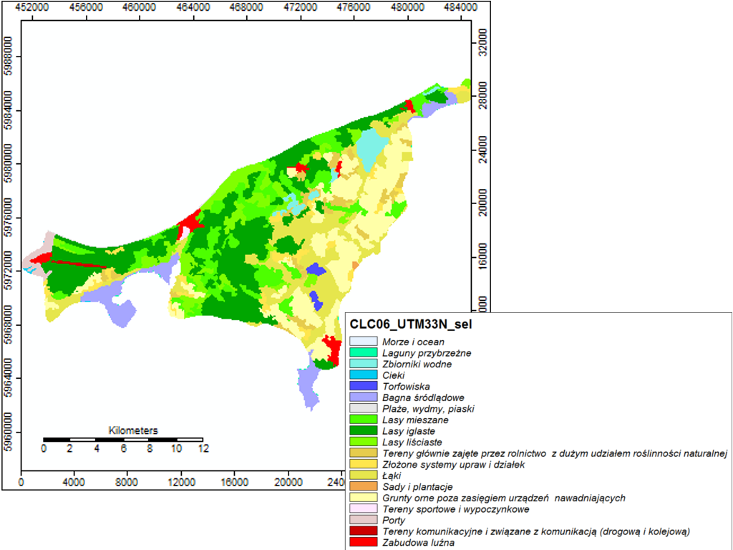 452000 456000 460000 464000 468000 472000 476000 480000 484000
5988000
5984000
5980000
5976000
5972000
5968000
5964000
5960000
32000
28000
24000
20000
16000
Kilometers
0 2 4 6 8 10 12
0 4000 8000 12000 16000 20000
CLC06_UTM33N_sel
Morze i ocean
Laguny przybrzeżne
Zbiorniki wodne
Cieki
Torfowiska
Bagna śródlądowe
Plaże, wydmy, piaski
Lasy mieszane
Lasy iglaste
Lasy liściaste
Tereny głównie zajęte przez rolnictwo z dużym udziałem roślinności naturalnej
Złożone systemy upraw i działek
Łąki
Sady i plantacje
Grunty orne poza zasięgiem urządzeń nawadniających
Tereny sportowe i wypoczynkowe
Porty
Tereny komunikacyjne i związane z komunikacją (drogową i kolejową)
Zabudowa luźna